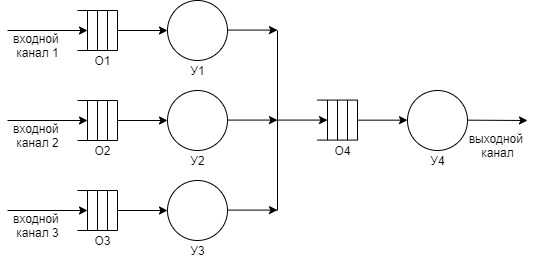 входной
канал 1
О1
У1
входной
канал 2
О2
У2
О4
У4
выходной
канал
входной
канал 3
О3
У3